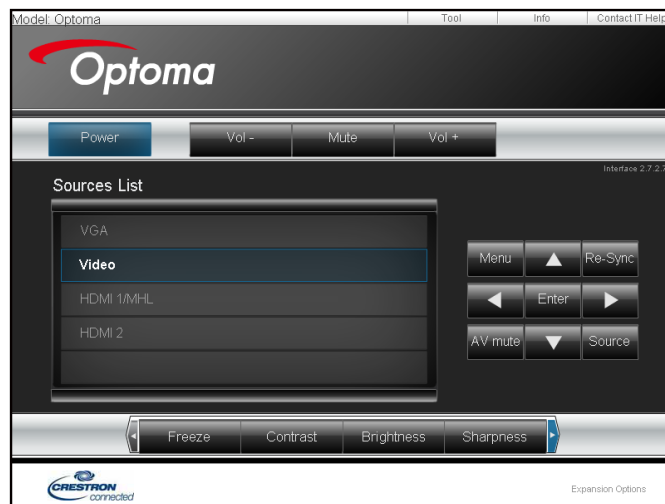 Model: Optoma
Tool
Info
Contact IT Help
Optoma
Power
Vol -
Mute
Vol +
Interface 2.7.2.7
Sources List
VGA
Video
HDMI 1/MHL
HDMI 2
Menu
Re-Sync
Enter
AV mute
Source
Freeze
Contrast
Brightness
Sharpness
CRESTRON
connected
Expansion Options